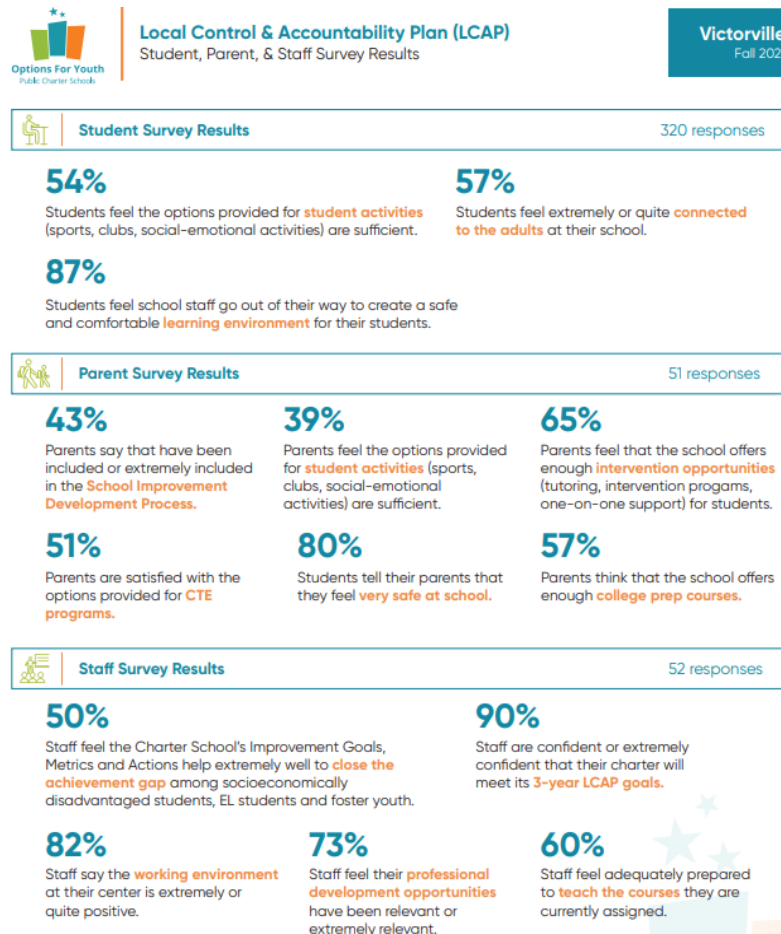 Options For Youth
Public Charter Schools
Local Control & Accountability Plan (LCAP)
Student, Parent, & Staff Survey Results
Victorville
Fall 202
Student Survey Results
320 responses
54%
Students feel the options provided for student activities
(sports, clubs, social-emotional activities) are sufficient.
57%
Students feel extremely or quite connected
to the adults at their school.
87%
Students feel school staff go out of their way to create a safe
and comfortable learning environment for their students.
Parent Survey Results
51 responses
43%
Parents say that have been
included or extremely included
in the School Improvement
Development Process.
39%
Parents feel the options provided
for student activities (sports,
clubs, social-emotional
activities) are sufficient.
65%
Parents feel that the school offers
enough intervention opportunities
(tutoring, intervention progams,
one-on-one support) for students.
51%
Parents are satisfied with the
options provided for CTE
programs.
80%
Students tell their parents that
they feel very safe at school.
57%
Parents think that the school offers
enough college prep courses.
Staff Survey Results
52 responses
50%
Staff feel the Charter School's Improvement Goals,
Metrics and Actions help extremely well to close the
achievement gap among socioeconomically
disadvantaged students, EL students and foster youth.
90%
Staff are confident or extremely
confident that their charter will
meet its 3-year LCAP goals.
82%
Staff say the working environment
at their center is extremely or
quite positive.
73%
Staff feel their professional
development opportunities
have been relevant or
extremely relevant.
60%
Staff feel adequately prepared
to teach the courses they are
currently assigned.